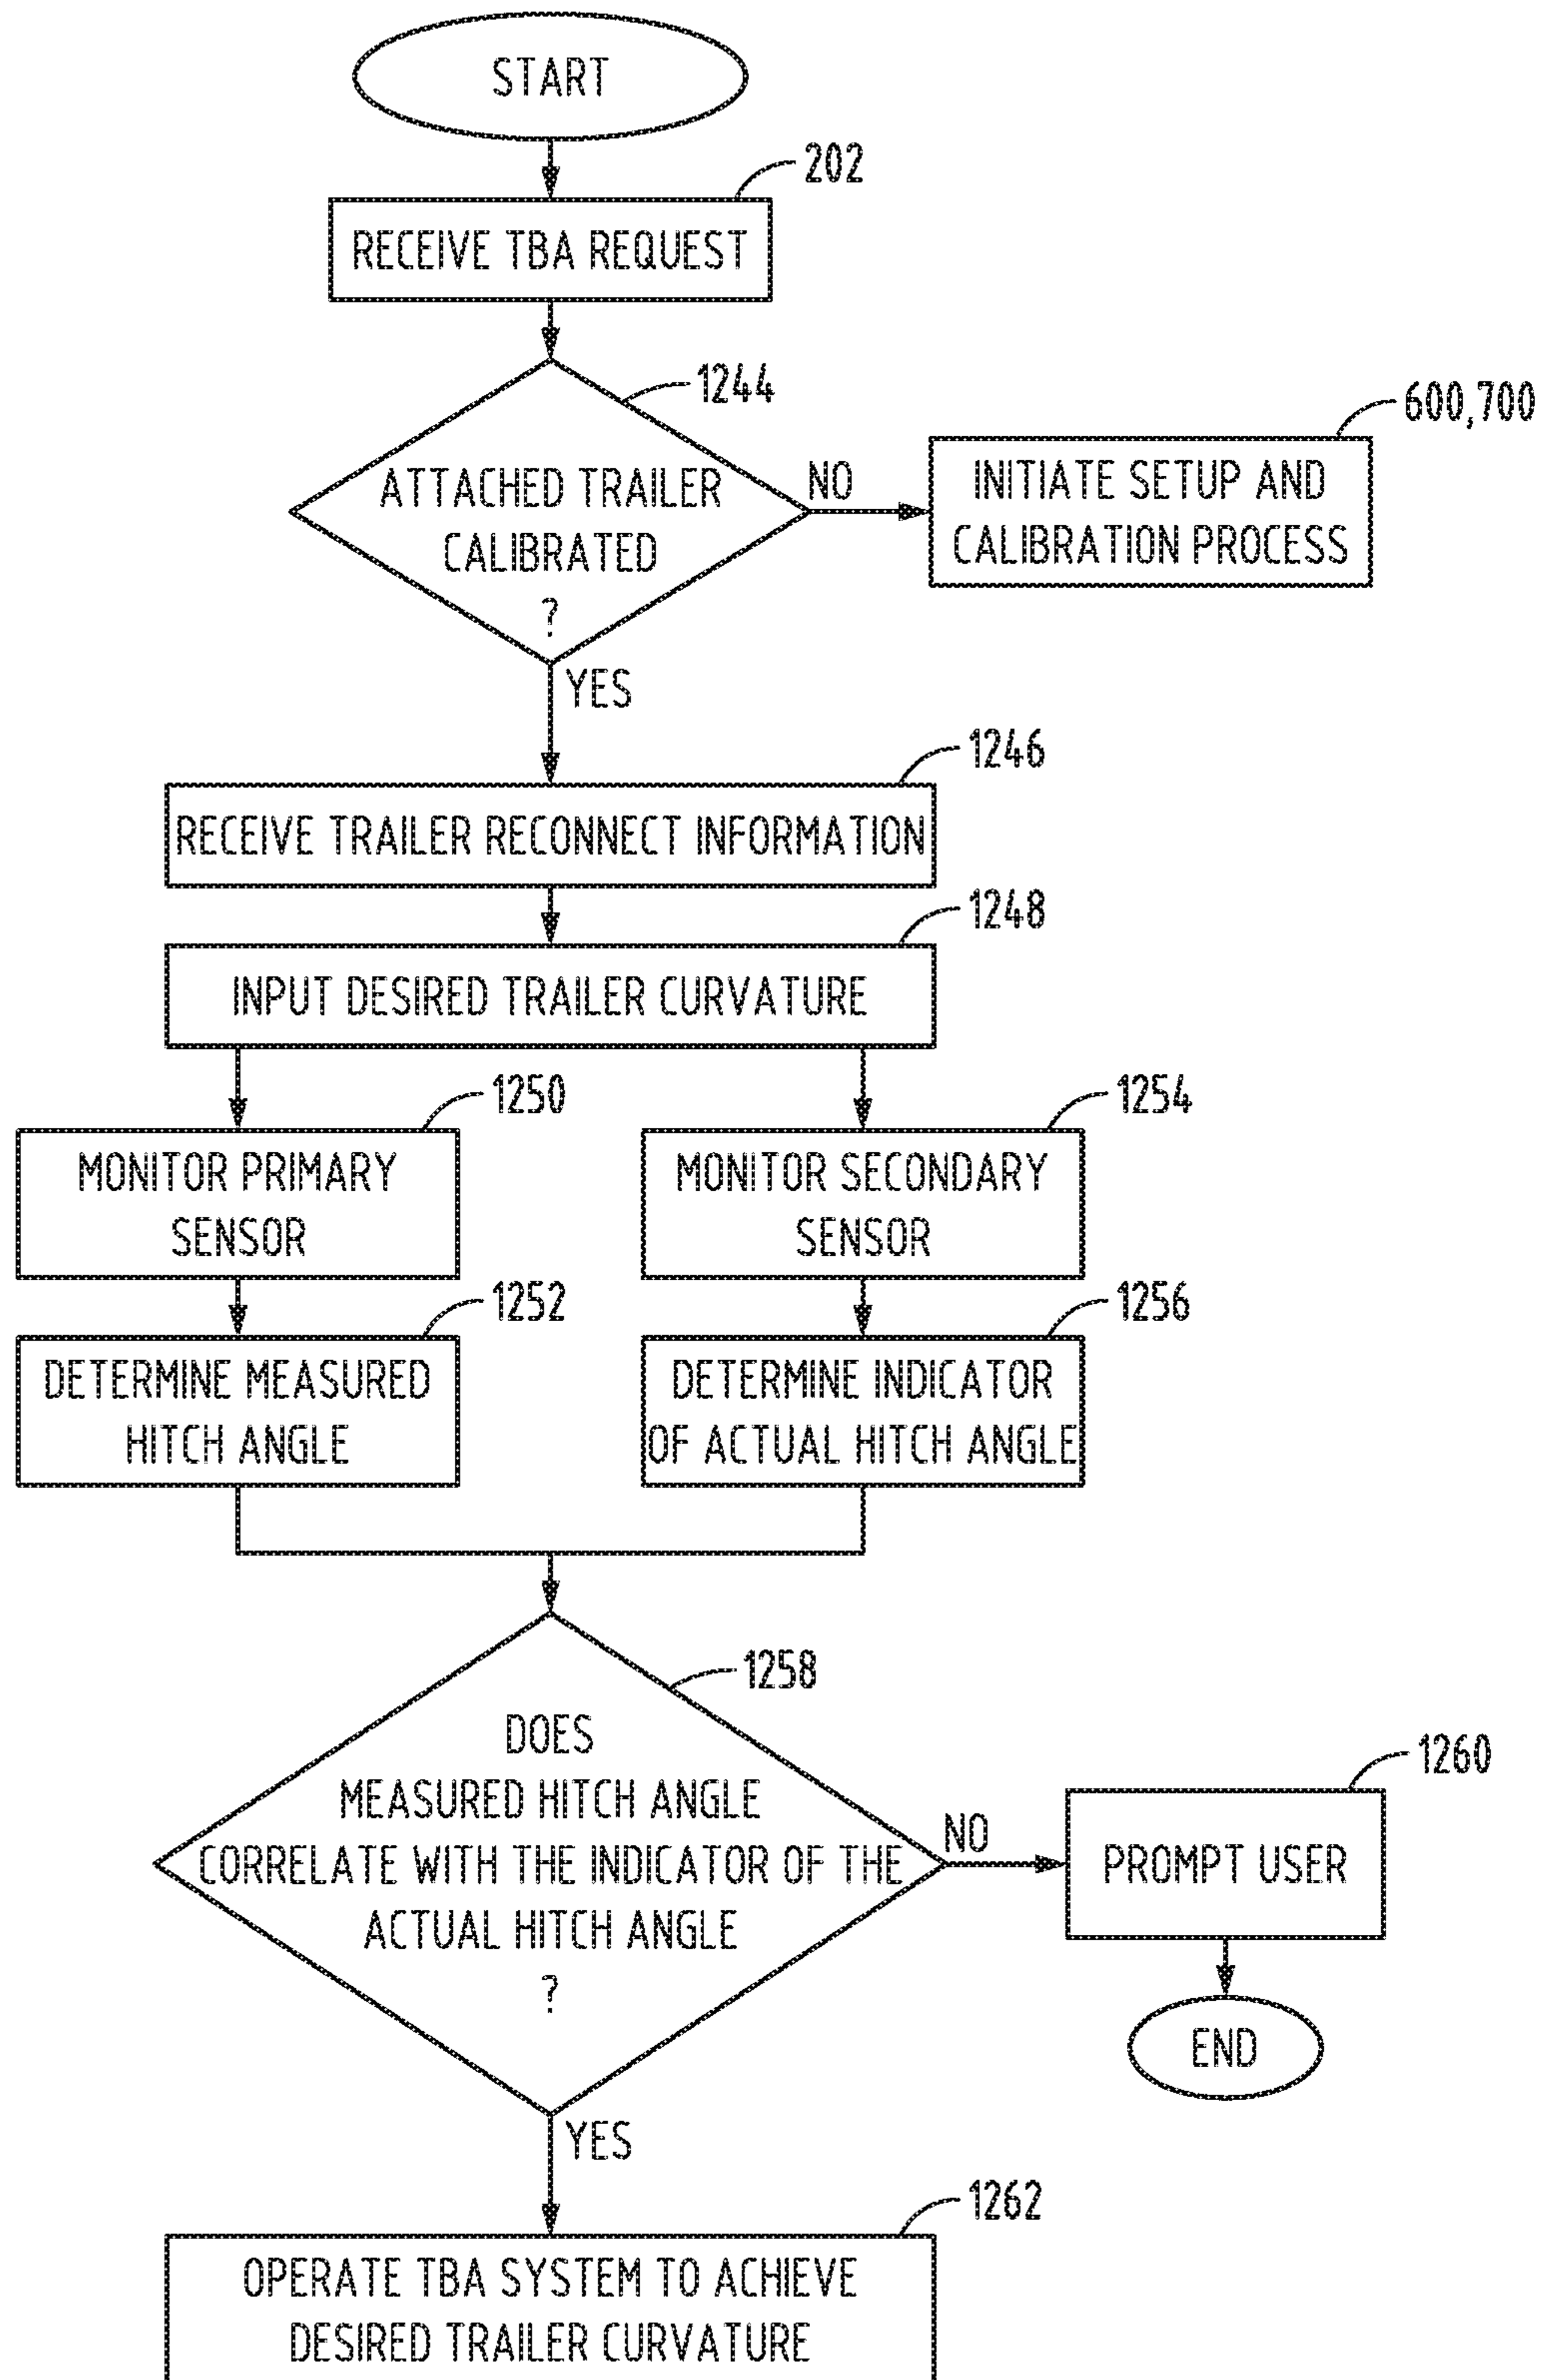 START
202
RECEIVE TBA REQUEST
1244
ATTACHED TRAILER
CALIBRATED
?
NO
600,700
INITIATE SETUP AND
CALIBRATION PROCESS
YES
1246
RECEIVE TRAILER RECONNECT INFORMATION
1248
INPUT DESIRED TRAILER CURVATURE
1250
MONITOR PRIMARY
SENSOR
1254
MONITOR SECONDARY
SENSOR
1252
DETERMINE MEASURED
HITCH ANGLE
1256
DETERMINE INDICATOR
OF ACTUAL HITCH ANGLE
1258
DOES
MEASURED HITCH ANGLE
CORRELATE WITH THE INDICATOR OF THE
ACTUAL HITCH ANGLE
?
NO
1260
PROMPT USER
END
YES
1262
OPERATE TBA SYSTEM TO ACHIEVE
DESIRED TRAILER CURVATURE